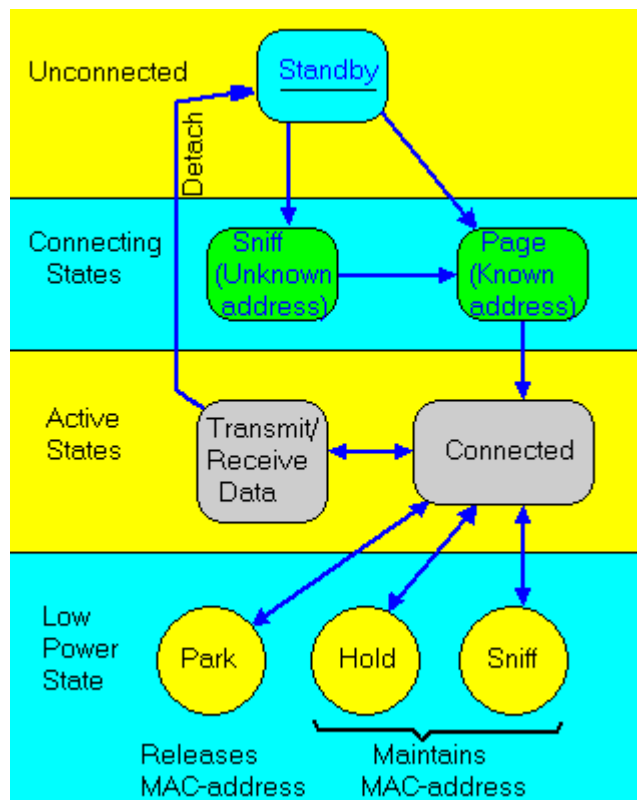 Unconnected
Standby
Detach
Connecting
States
Sniff
(Unknown
address)
Page
(Known
address)
Active
States
Transmit/
Receive
Data
Connected
Low
Power
State
Park
Hold
Sniff
Releases
MAC-address
Maintains
MAC-address